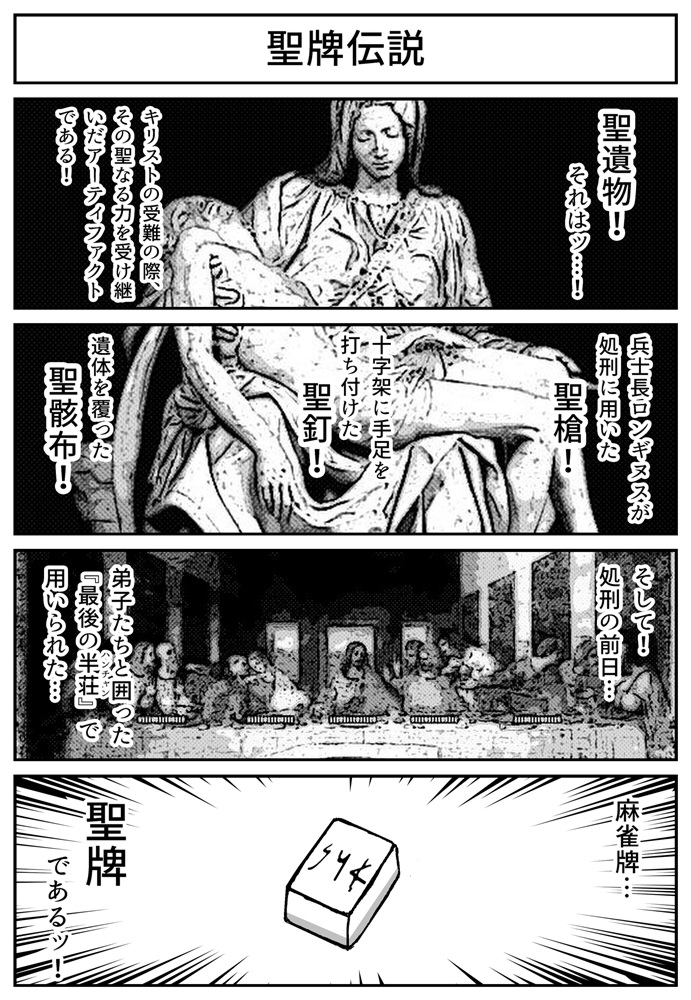 聖牌伝説
聖遺物！
それはッ…！
キリストの受難の際、
その聖なる力を受け継
いだアーティファクト
である！
兵士長ロンギヌスが
処刑に用いた
聖槍！
十字架に手足を
打ち付けた
聖釘！
遺体を覆った
聖骸布！
そして！
処刑の前日…
弟子たちと囲った
『最後の半荘』で
ハンチャン
用いられた…
麻雀牌…
聖牌
であるッ！